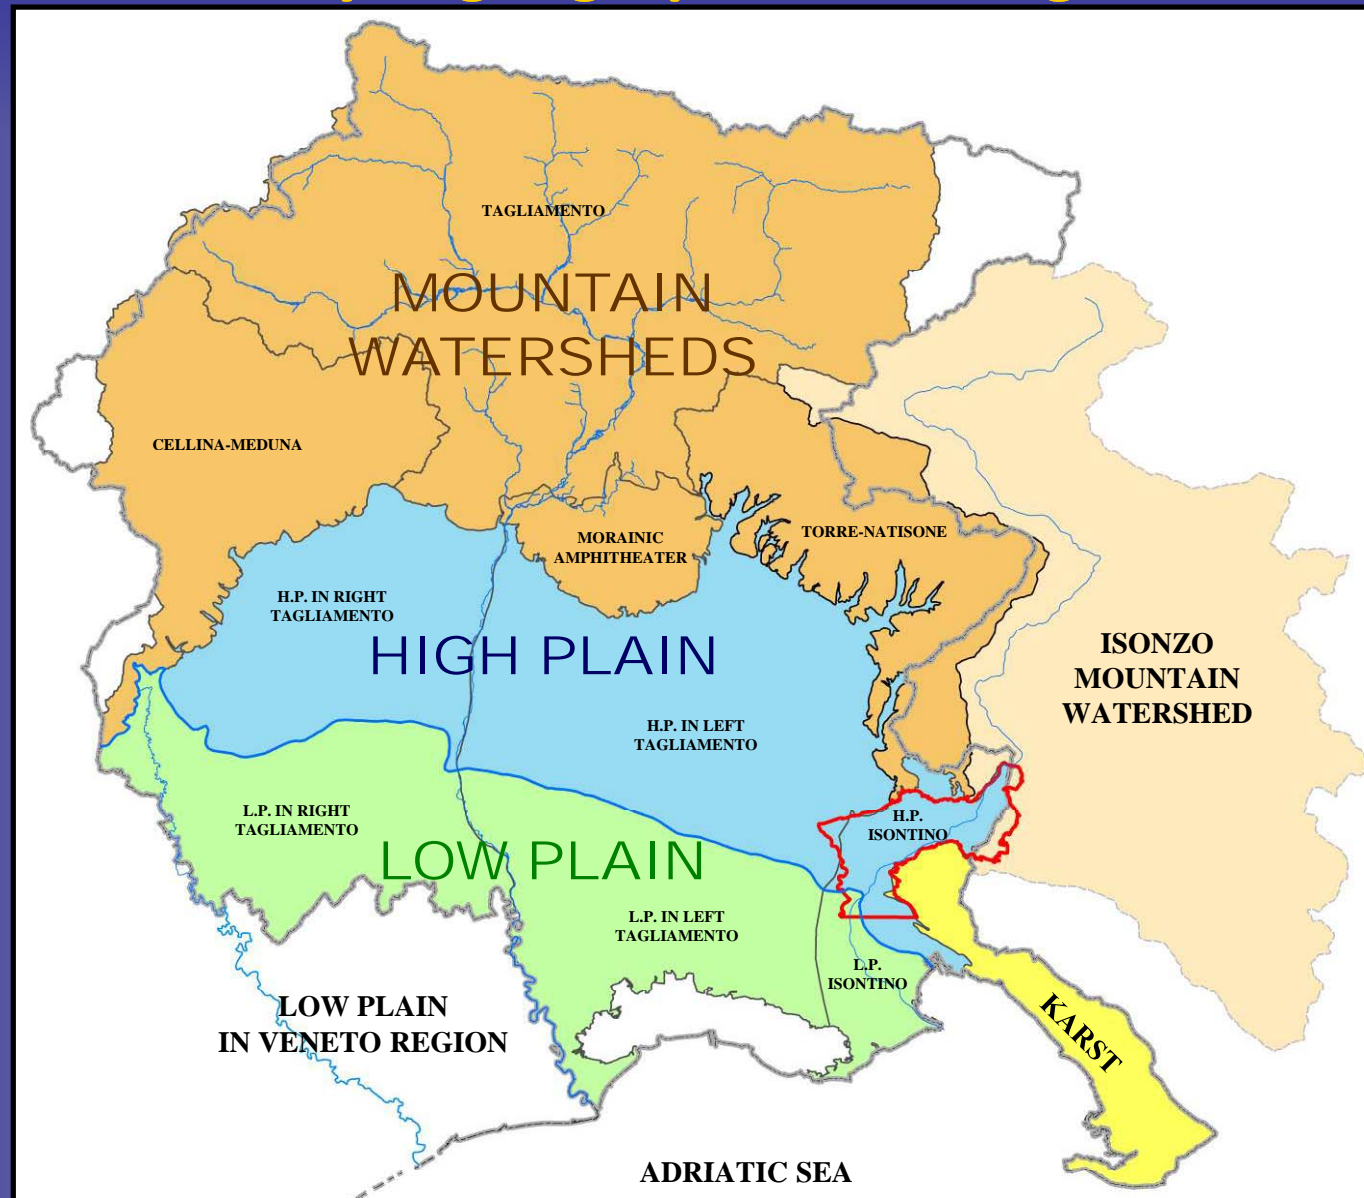 TAGLIAMENTO
MOUNTAIN
WATERSHEDS
CELLINA-MEDUNA
MORAINIC
AMPHITHEATER
TORRE-NATISONE
H.P. IN RIGHT
TAGLIAMENTO
HIGH PLAIN
ISONZO
MOUNTAIN
WATERSHED
H.P. IN LEFT
TAGLIAMENTO
L.P. IN RIGHT
TAGLIAMENTO
H.P.
ISONTINO
LOW PLAIN
L.P. IN LEFT
TAGLIAMENTO
L.P.
ISONTINO
LOW PLAIN
IN VENETO REGION
KARST
ADRIATIC SEA